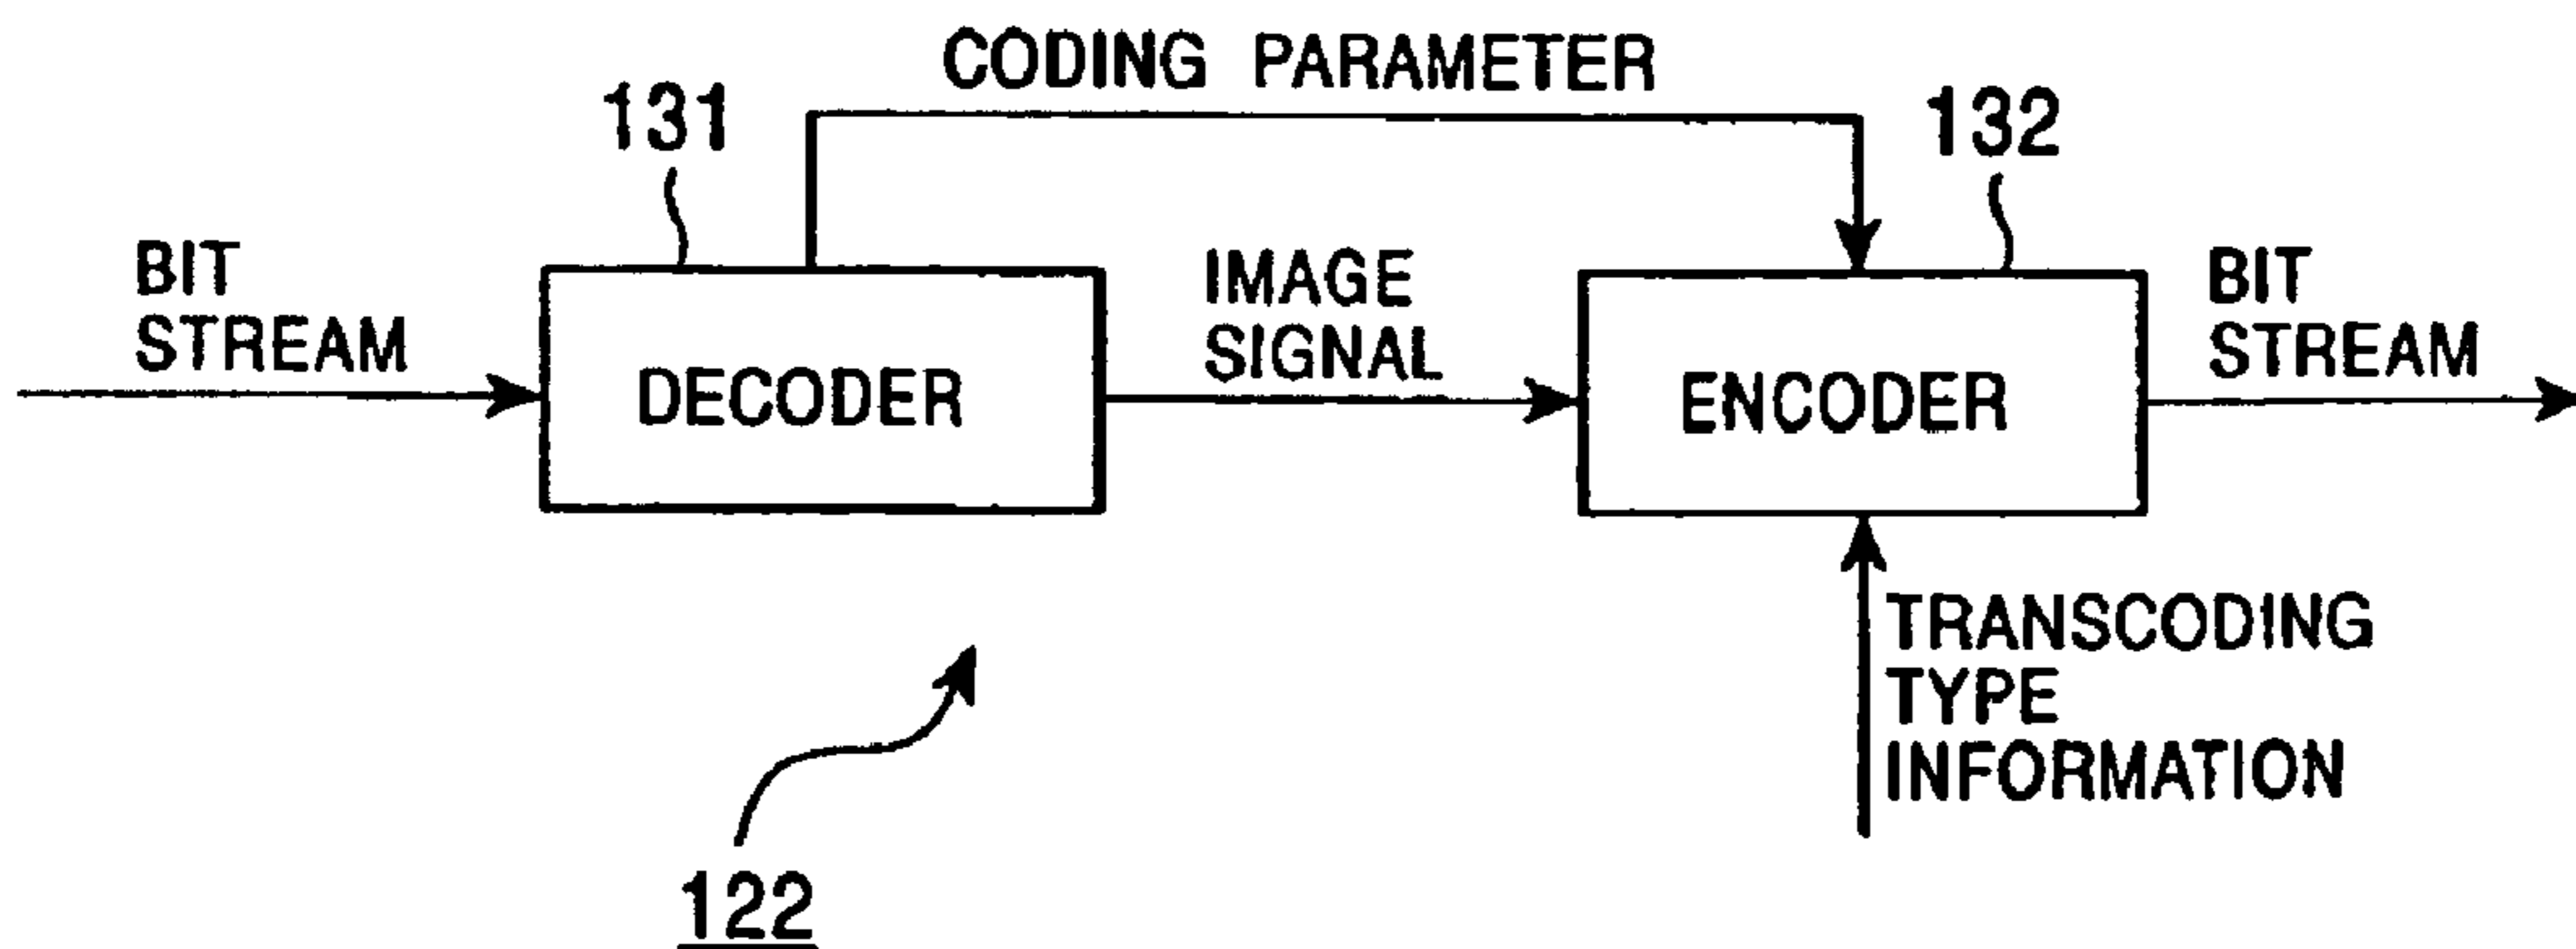 CODING PARAMETER
131
132
BIT
STREAM
DECODER
IMAGE
SIGNAL
ENCODER
BIT
STREAM
TRANSCODING
TYPE
INFORMATION
122